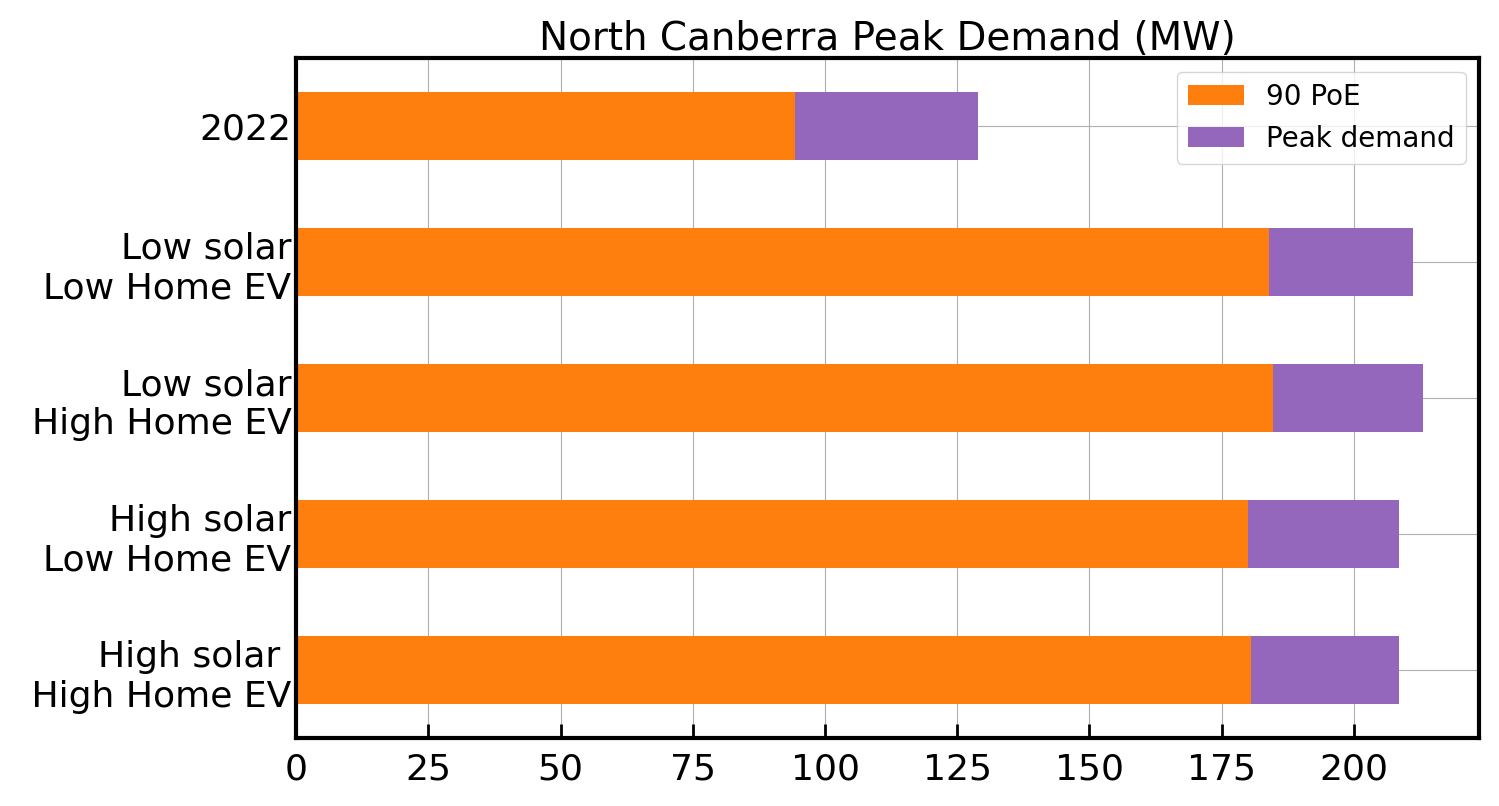 North Canberra Peak Demand (MW)
90 PoE
Peak demand
2022
Low solar
Low Home EV
Low solar
High Home EV
High solar
Low Home EV
High solar
High Home EV
0 25 50 75 100 125 150 175 200